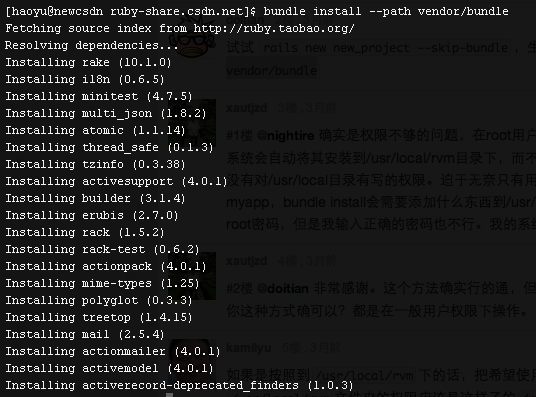 [haoyu@newcsdn ruby-share.csdn.net]$ bundle install --path vendor/bundle
Fetching source index from http://ruby.taobao.org/
Resolving dependencies...
Installing rake (10.1.0)
Installing i18n (0.6.5)
Installing minitest (4.7.5)
Installing multi_json (1.8.2)
Installing atomic (1.1.14)
Installing thread_safe (0.1.3)
Installing tzinfo (0.3.38)
Installing activesupport (4.0.1)
Installing builder (3.1.4)
Installing erubis (2.7.0)
Installing rack (1.5.2)
Installing rack-test (0.6.2)
Installing actionpack (4.0.1)
Installing mime-types (1.25)
Installing polyglot (0.3.3)
Installing treetop (1.4.15)
Installing mail (2.5.4)
Installing actionmailer (4.0.1)
Installing activemodel (4.0.1)
Installing activerecord-deprecated_finders (1.0.3)
试试 rails new new_project --skip-bundle ，
vendor/bundle
xautjzd
#1楼 @nightire 确实是权限不够的问题，在root用户
系统会自动将其安装到/usr/local/rvm目录下，而不
没有对/usr/local目录有写的权限。迫于无奈只有用
myapp，bundle install会需要添加什么东西到/usr/
root密码，但是我输入正确的密码也不行。我的系统
xautjzd 4楼 · 3月前
#2楼 @doitian 非常感谢。这个方法确实行的通，但
你这种方式确可以？都是在一般用户权限下操作。
kamilyu 5楼 · 3月前
如果是按照到 /usr/local/rvm 下的话，把希望使用